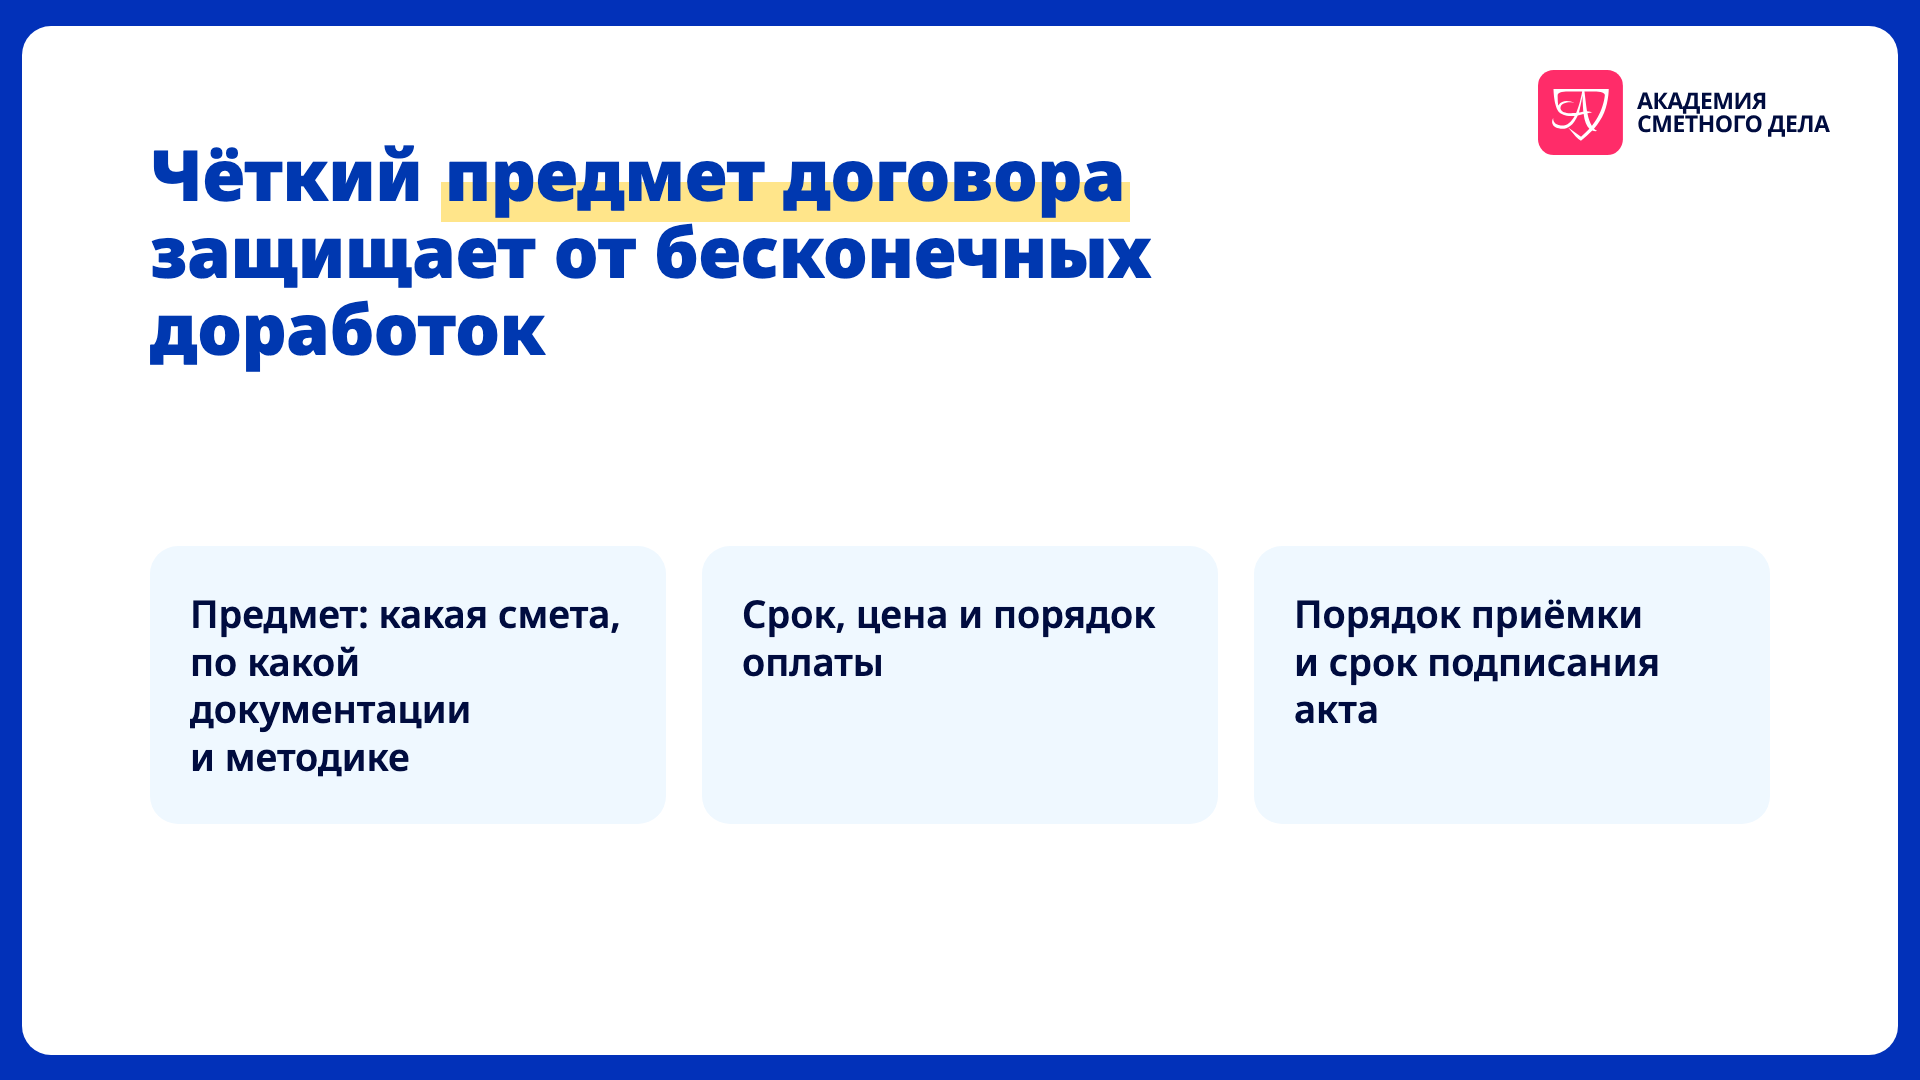 АКАДЕМИЯ
СМЕТНОГО ДЕЛА
Чёткий предмет договора
защищает от бесконечных
доработок
Предмет: какая смета,
по какой
документации
и методике
Срок, цена и порядок
оплаты
Порядок приёмки
и срок подписания
акта